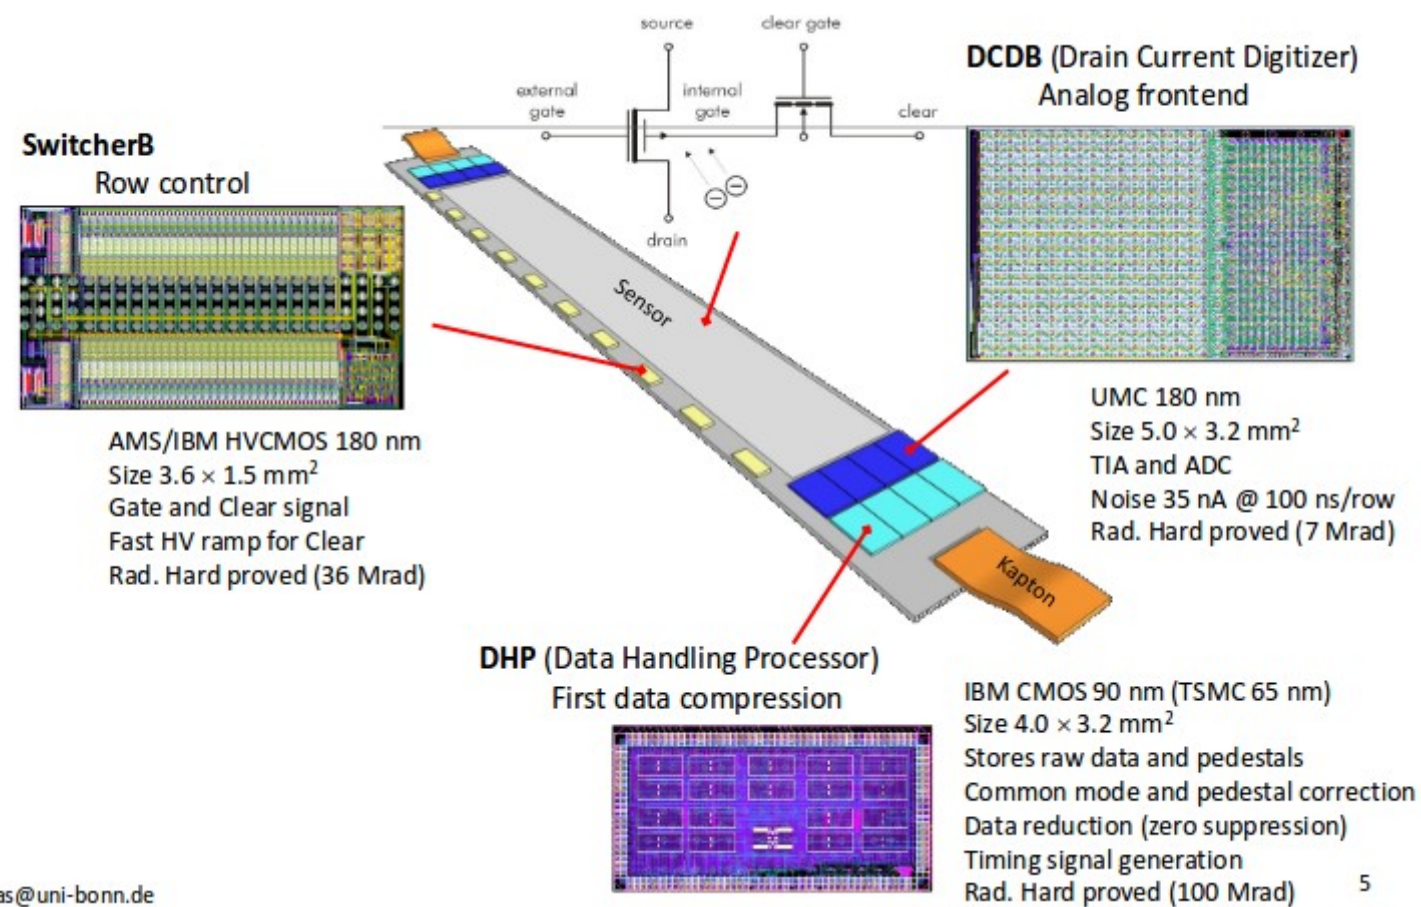 source
clear gate
external
gate
internal
gate
clear
drain
DCDB (Drain Current Digitizer)
Analog frontend
SwitcherB
Row control
Sensor
AMS/IBM HVCMOS 180 nm
Size 3.6 × 1.5 mm²
Gate and Clear signal
Fast HV ramp for Clear
Rad. Hard proved (36 Mrad)
UMC 180 nm
Size 5.0 × 3.2 mm²
TIA and ADC
Noise 35 nA @ 100 ns/row
Rad. Hard proved (7 Mrad)
Kapton
DHP (Data Handling Processor)
First data compression
IBM CMOS 90 nm (TSMC 65 nm)
Size 4.0 × 3.2 mm²
Stores raw data and pedestals
Common mode and pedestal correction
Data reduction (zero suppression)
Timing signal generation
Rad. Hard proved (100 Mrad)
as@uni-bonn.de
5